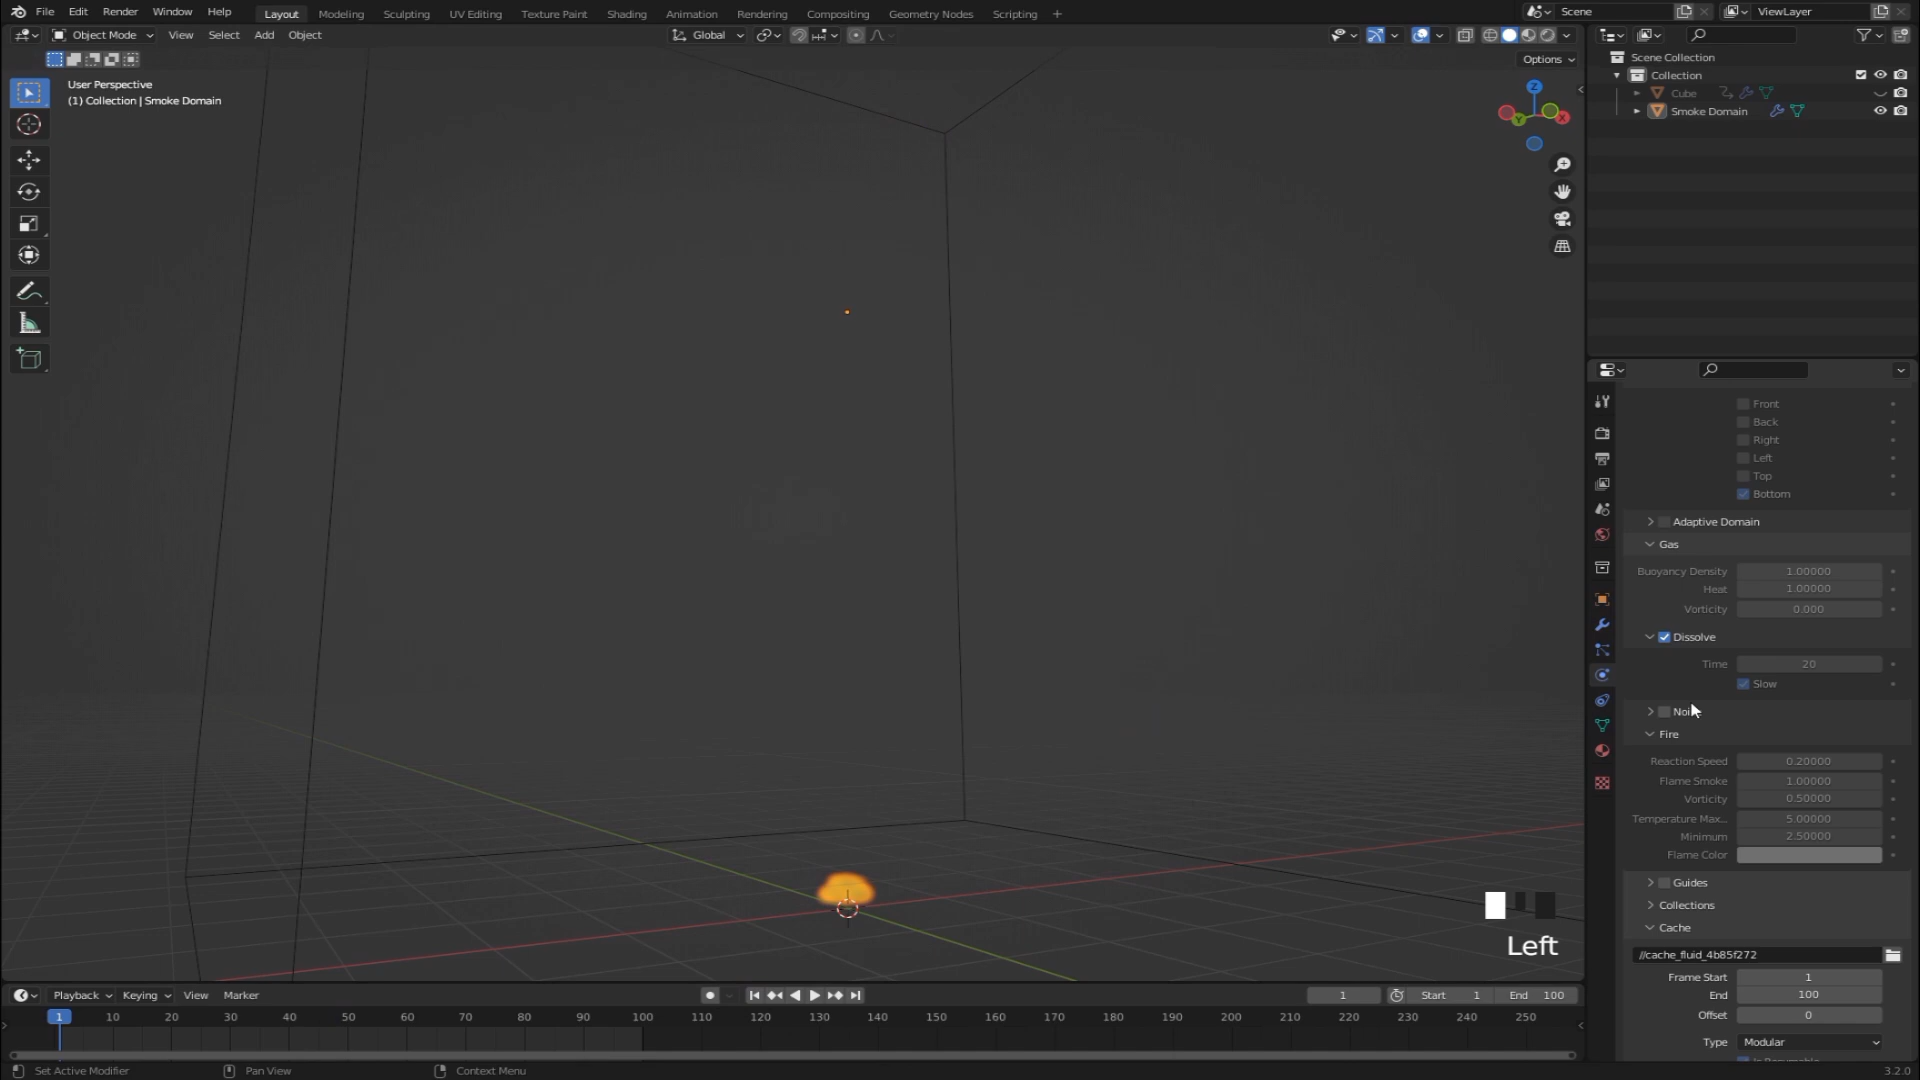 File Edit Render Window Help
Layout Modeling Sculpting UV Editing Texture Paint Shading Animation Rendering Compositing Geometry Nodes Scripting +
Scene
ViewLayer
Object Mode View Select Add Object
Global
Options
User Perspective
(1) Collection | Smoke Domain
Z
Y
X
Scene Collection
Collection
Cube
Smoke Domain
Front
Back
Right
Left
Top
Bottom
Adaptive Domain
Gas
Buoyancy Density 1.00000
Heat 1.00000
Vorticity 0.000
Dissolve
Time 20
Slow
Fire
Reaction Speed 0.20000
Flame Smoke 1.00000
Vorticity 0.50000
Temperature Max... 5.00000
Minimum 2.50000
Flame Color
Guides
Collections
Cache
//cache_fluid_4b85f272
Frame Start 1
End 100
Offset 0
Type Modular
Left
Playback Keying View Marker
1
Start 1
End 100
1 10 20 30 40 50 60 70 80 90 100 110 120 130 140 150 160 170 180 190 200 210 220 230 240 250
Set Active Modifier
Pan View
Context Menu
3.2.0